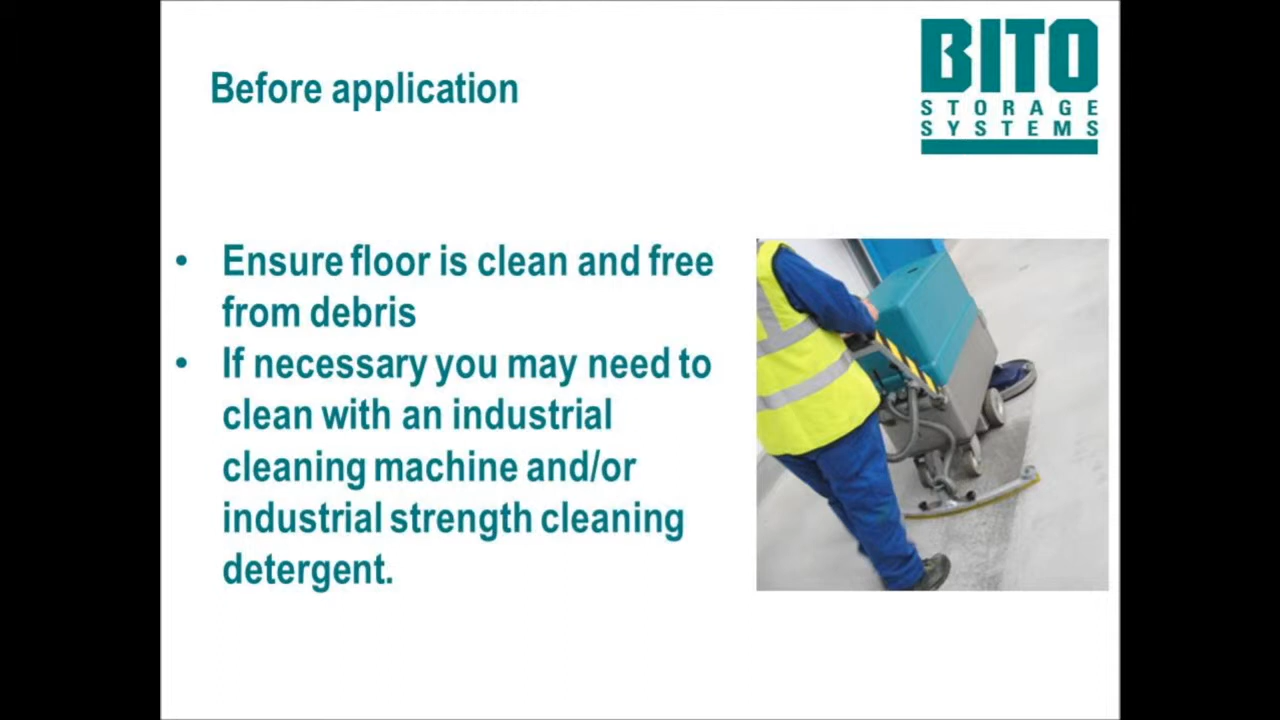 BITO
STORAGE
SYSTEMS
Before application
• Ensure floor is clean and free
from debris
• If necessary you may need to
clean with an industrial
cleaning machine and/or
industrial strength cleaning
detergent.